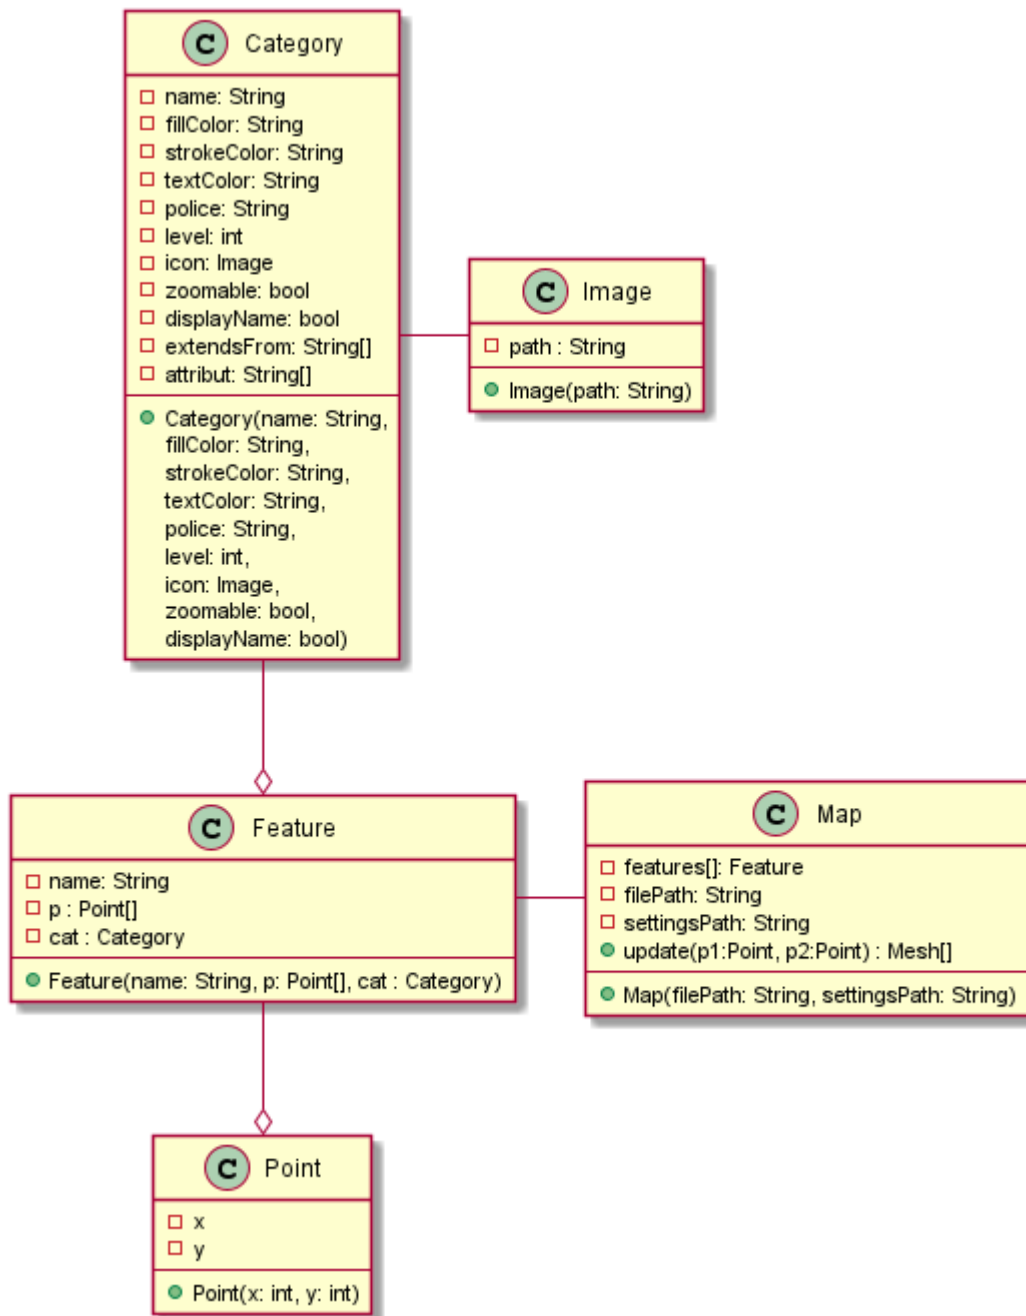 C Category
name: String
fillColor: String
strokeColor: String
textColor: String
police: String
level: int
icon: Image
zoomable: bool
displayName: bool
extendsFrom: String[]
attribut: String[]
Category(name: String,
fillColor: String,
strokeColor: String,
textColor: String,
police: String,
level: int,
icon: Image,
zoomable: bool,
displayName: bool)
C Image
path : String
Image(path: String)
C Feature
name: String
p : Point[]
cat : Category
Feature(name: String, p: Point[], cat : Category)
C Map
features[]: Feature
filePath: String
settingsPath: String
update(p1:Point, p2:Point) : Mesh[]
Map(filePath: String, settingsPath: String)
C Point
x
y
Point(x: int, y: int)